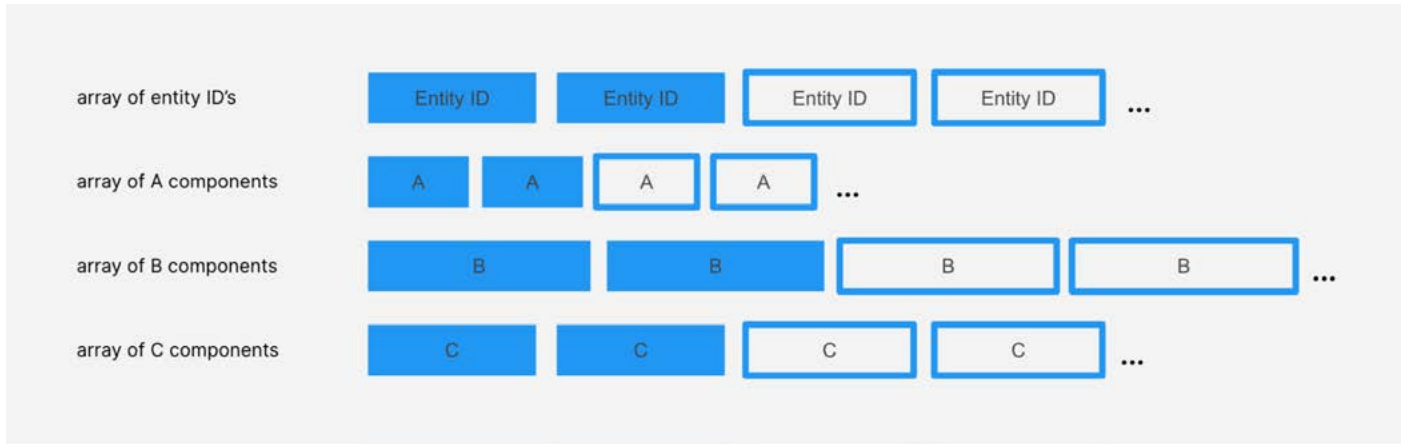 array of entity ID's Entity ID Entity ID Entity ID Entity ID ...
array of A components A A A A ...
array of B components B B B B ...
array of C components C C C C ...